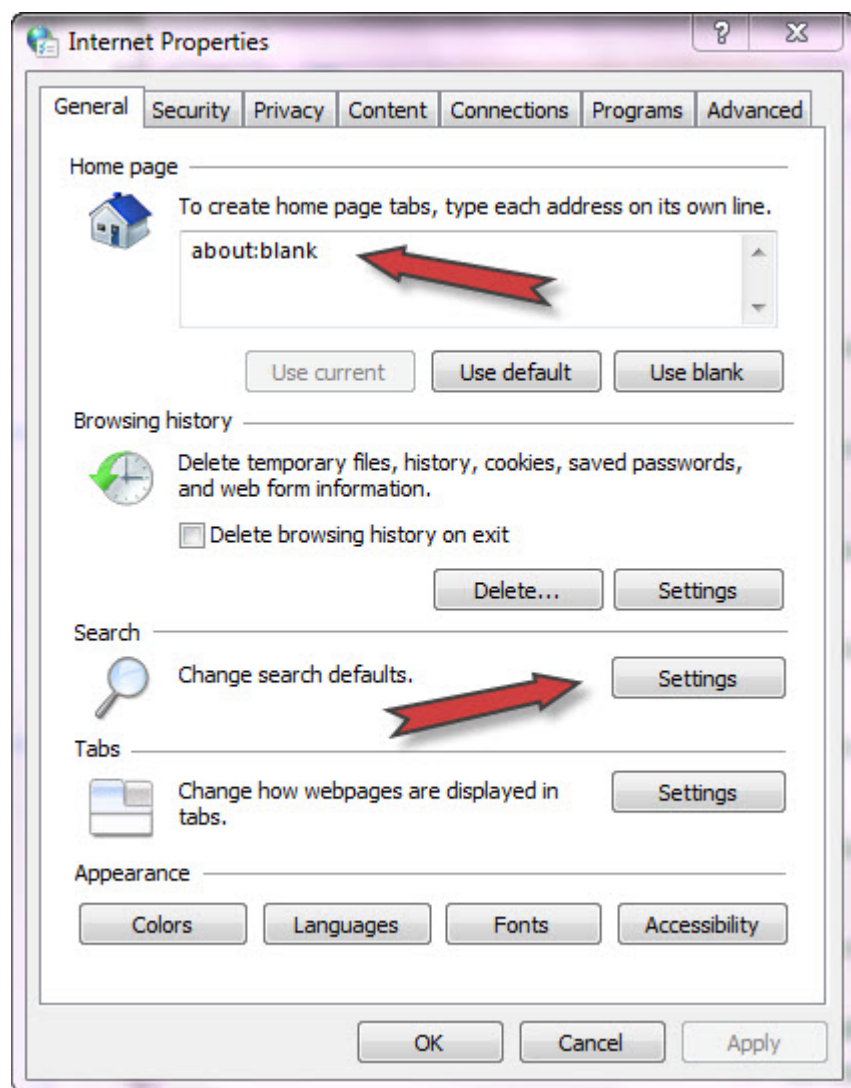 Internet Properties
General Security Privacy Content Connections Programs Advanced
Home page
To create home page tabs, type each address on its own line.
about:blank
Use current Use default Use blank
Browsing history
Delete temporary files, history, cookies, saved passwords,
and web form information.
Delete browsing history on exit
Delete... Settings
Search
Change search defaults. Settings
Tabs
Change how webpages are displayed in Settings
tabs.
Appearance
Colors Languages Fonts Accessibility
OK Cancel Apply